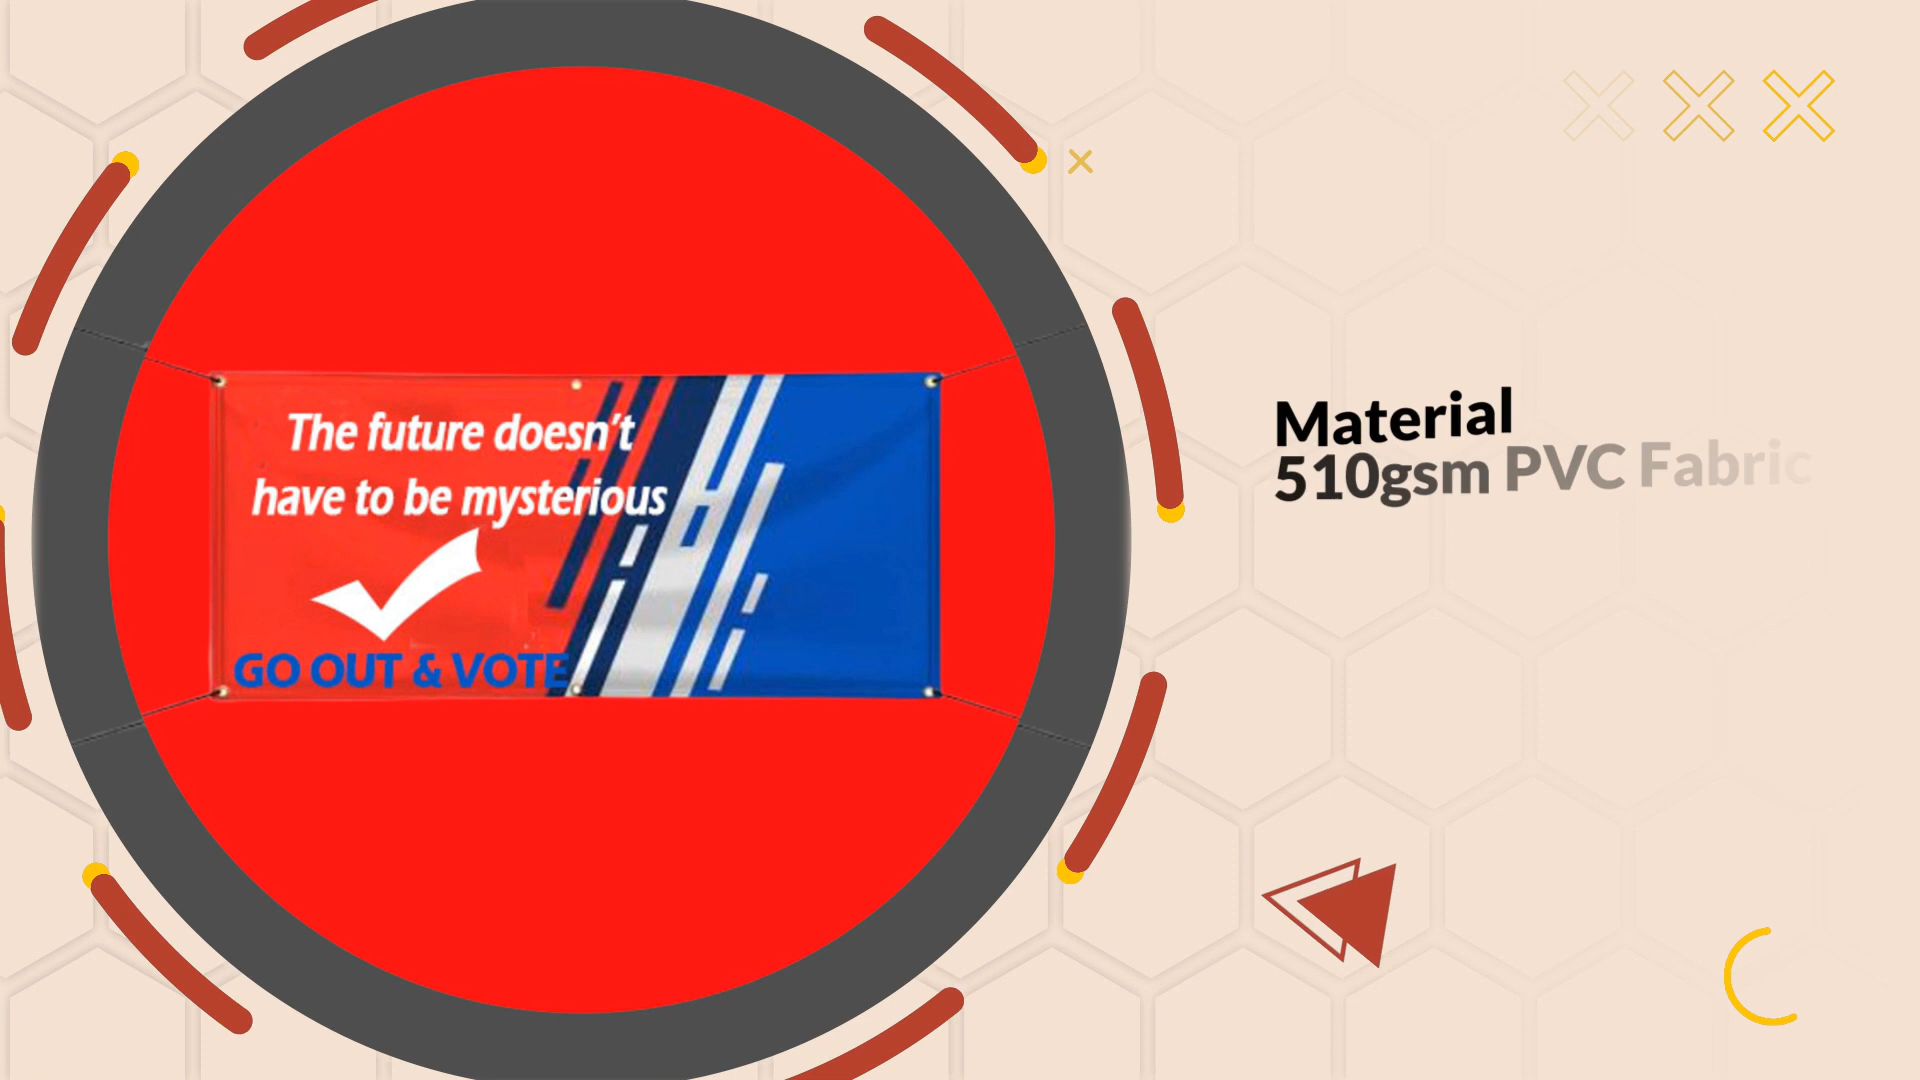 The future doesn't
have to be mysterious
GO OUT & VOTE
Material
510gsm PVC Fabric